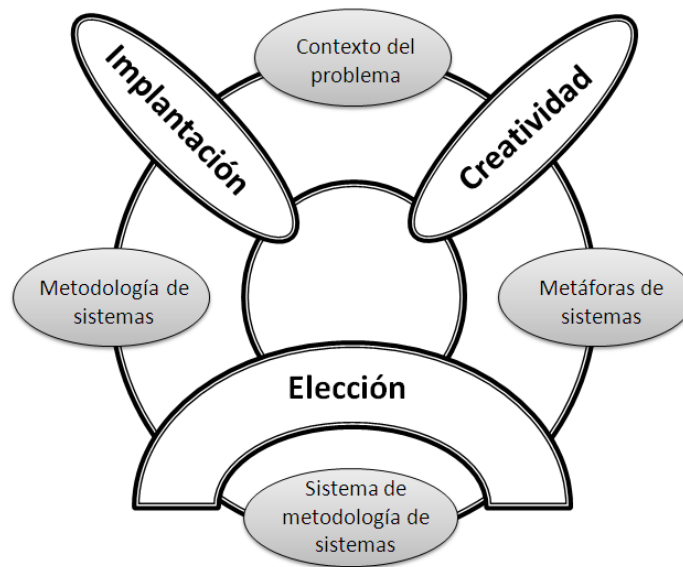 Contexto del
problema
Implantación
Creatividad
Metodología de
sistemas
Metáforas de
sistemas
Elección
Sistema de
metodología de
sistemas